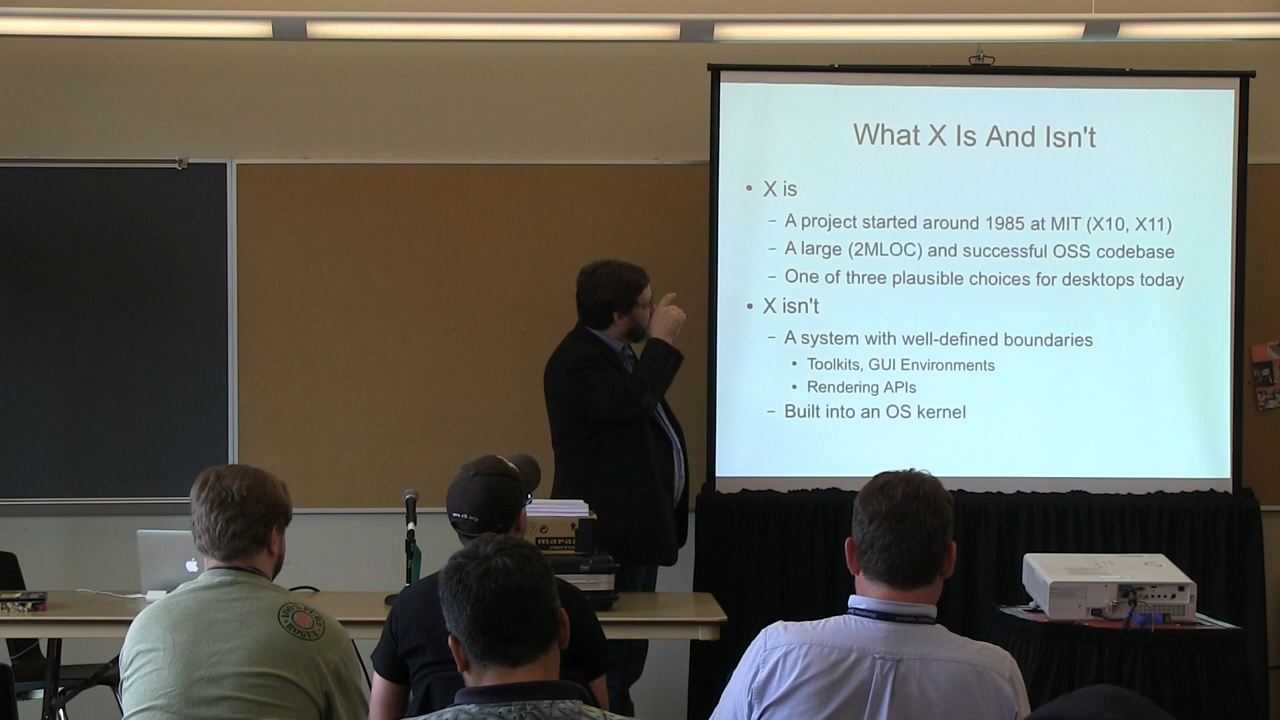 What X Is And Isn't
• X is
– A project started around 1985 at MIT (X10, X11)
– A large (2MLOC) and successful OSS codebase
– One of three plausible choices for desktops today
• X isn't
– A system with well-defined boundaries
• Toolkits, GUI Environments
• Rendering APIs
– Built into an OS kernel
ROGUE